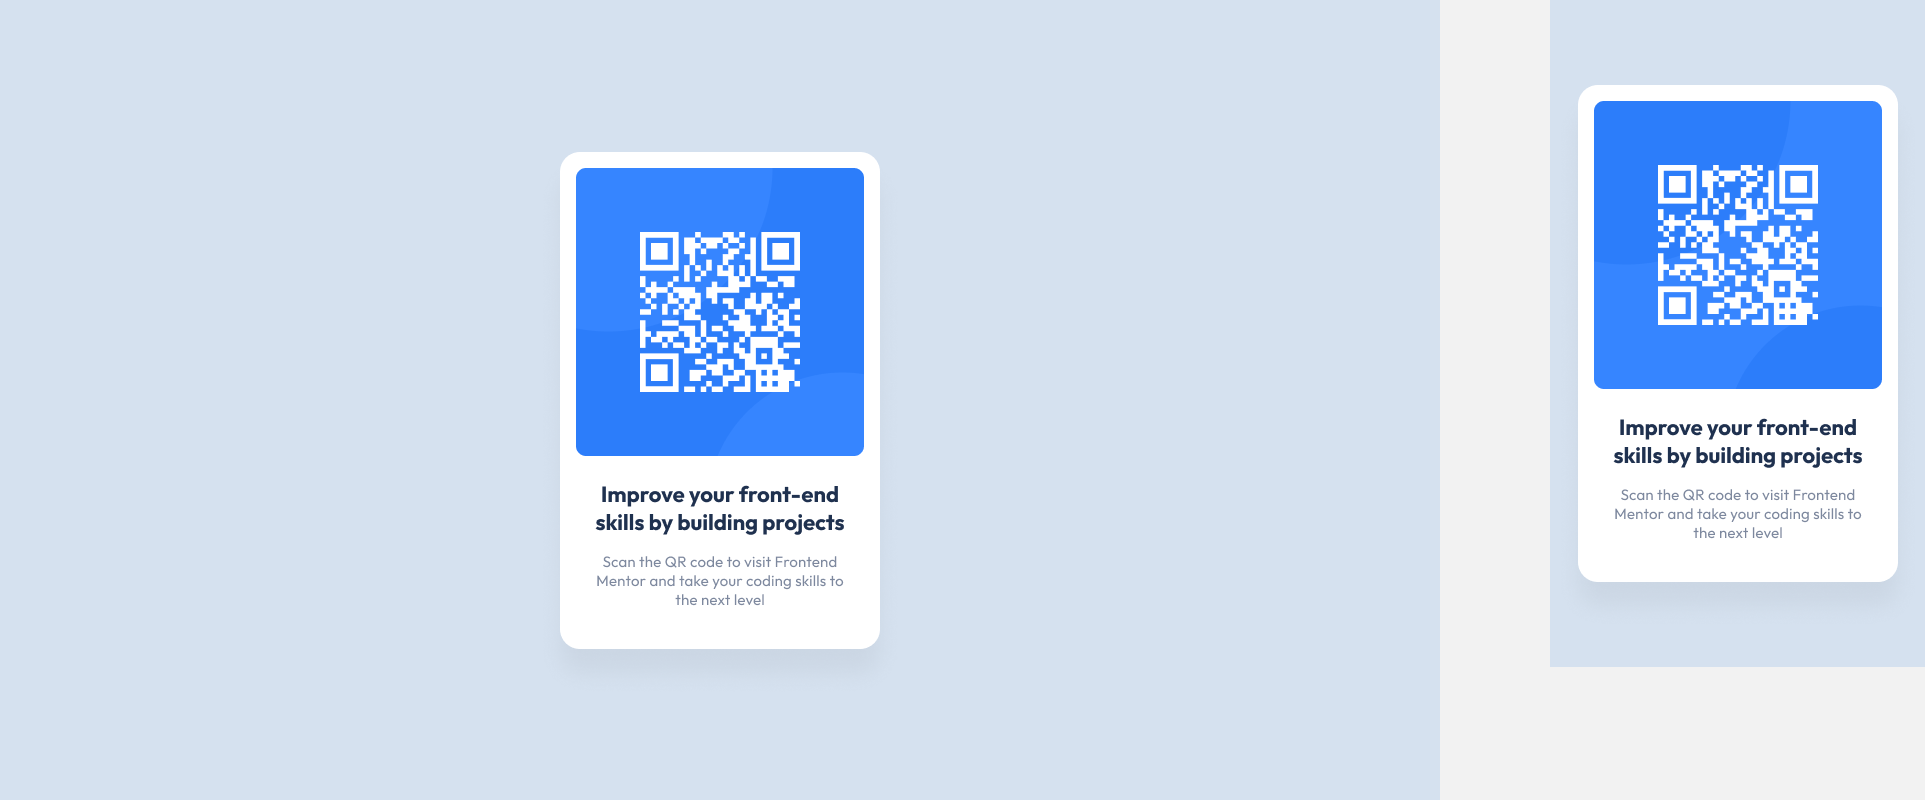 Improve your front-end
skills by building projects
Scan the QR code to visit Frontend
Mentor and take your coding skills to
the next level
Improve your front-end
skills by building projects
Scan the QR code to visit Frontend
Mentor and take your coding skills to
the next level